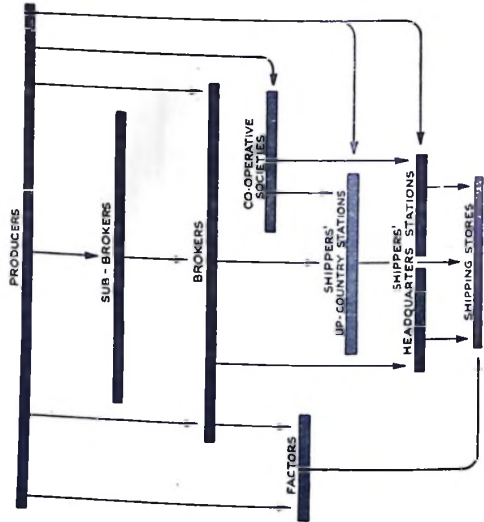 PRODUCERS
SUB-BROKERS
BROKERS
CO-OPERATIVE
SOCIETIES
FACTORS
SHIPPERS'
UP-COUNTRY STATIONS
SHIPPERS'
HEADQUARTERS STATIONS
SHIPPING STORES